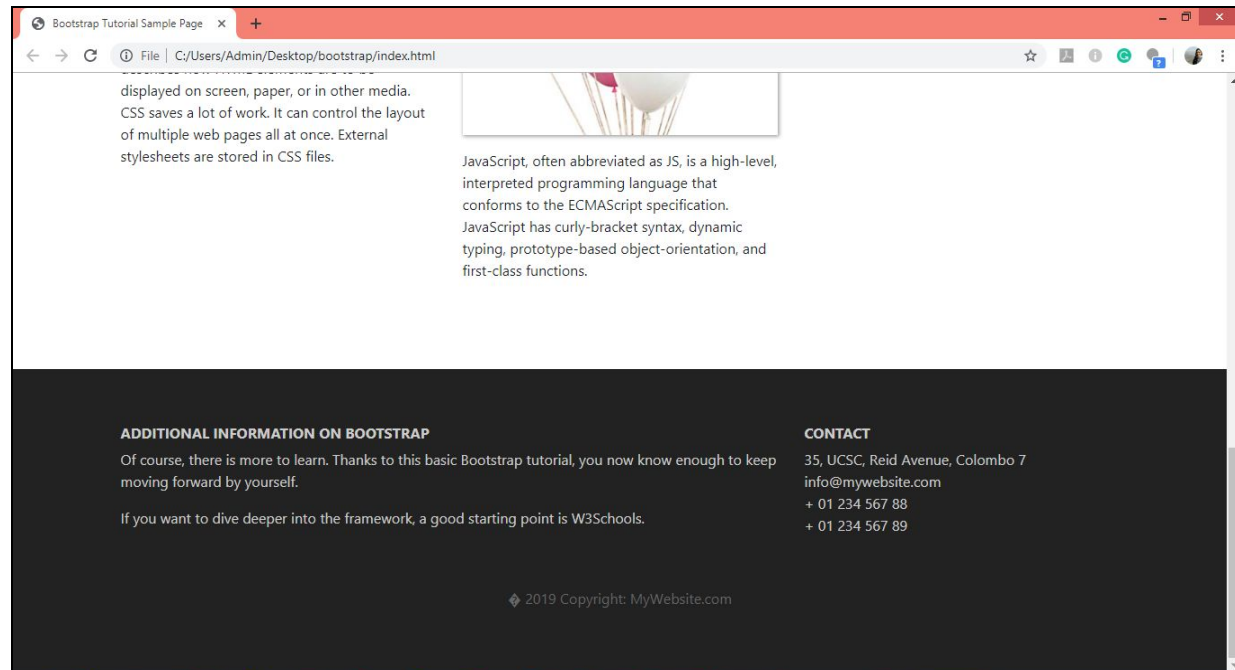 Bootstrap Tutorial Sample Page
File | C:/Users/Admin/Desktop/bootstrap/index.html
describes how HTML elements are to be
displayed on screen, paper, or in other media.
CSS saves a lot of work. It can control the layout
of multiple web pages all at once. External
stylesheets are stored in CSS files.
JavaScript, often abbreviated as JS, is a high-level,
interpreted programming language that
conforms to the ECMAScript specification.
JavaScript has curly-bracket syntax, dynamic
typing, prototype-based object-orientation, and
first-class functions.
ADDITIONAL INFORMATION ON BOOTSTRAP
Of course, there is more to learn. Thanks to this basic Bootstrap tutorial, you now know enough to keep
moving forward by yourself.
If you want to dive deeper into the framework, a good starting point is W3Schools.
CONTACT
35, UCSC, Reid Avenue, Colombo 7
info@mywebsite.com
+ 01 234 567 88
+ 01 234 567 89
� 2019 Copyright: MyWebsite.com